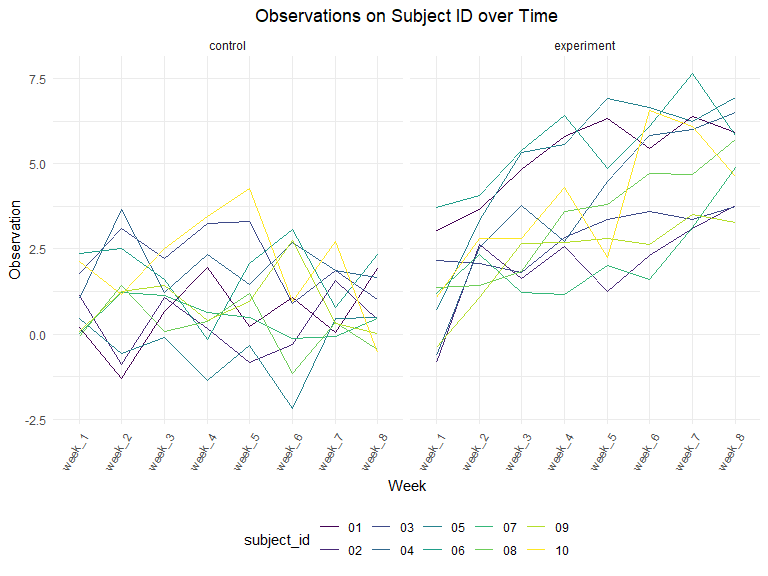 Observations on Subject ID over Time
control experiment
7.5
5.0
2.5
0.0
-2.5
Observation
week_1 week_2 week_3 week_4 week_5 week_6 week_7 week_8 week_1 week_2 week_3 week_4 week_5 week_6 week_7 week_8
Week
subject_id
01 03 05 07 09
02 04 06 08 10